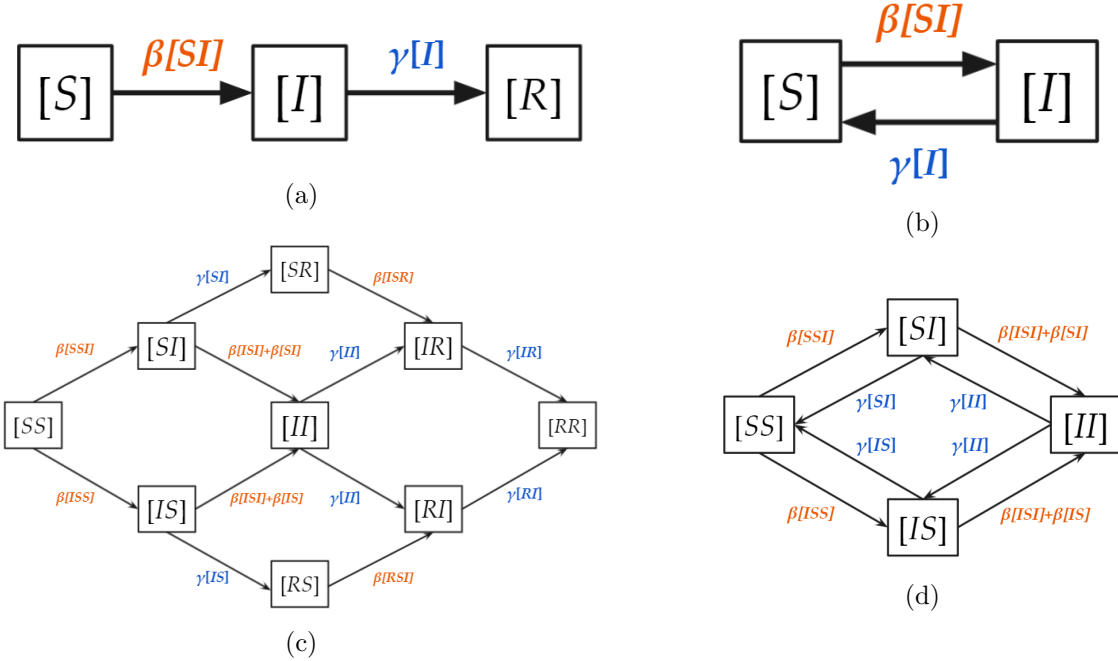 β[SI]
γ[I]
[S]
[I]
[R]
(a)
β[SI]
[S]
[I]
γ[I]
(b)
[SR]
γ[SI]
β[ISR]
β[SSI]
[SI]
β[ISI]+β[SI]
γ[II]
[IR]
γ[IR]
[SS]
[II]
[RR]
β[ISS]
[IS]
β[ISI]+β[IS]
γ[II]
[RI]
γ[RI]
γ[IS]
[RS]
β[RSI]
(c)
[SI]
β[SSI]
β[ISI]+β[SI]
γ[SI]
γ[II]
[SS]
[II]
γ[IS]
γ[II]
β[ISS]
[IS]
β[ISI]+β[IS]
(d)